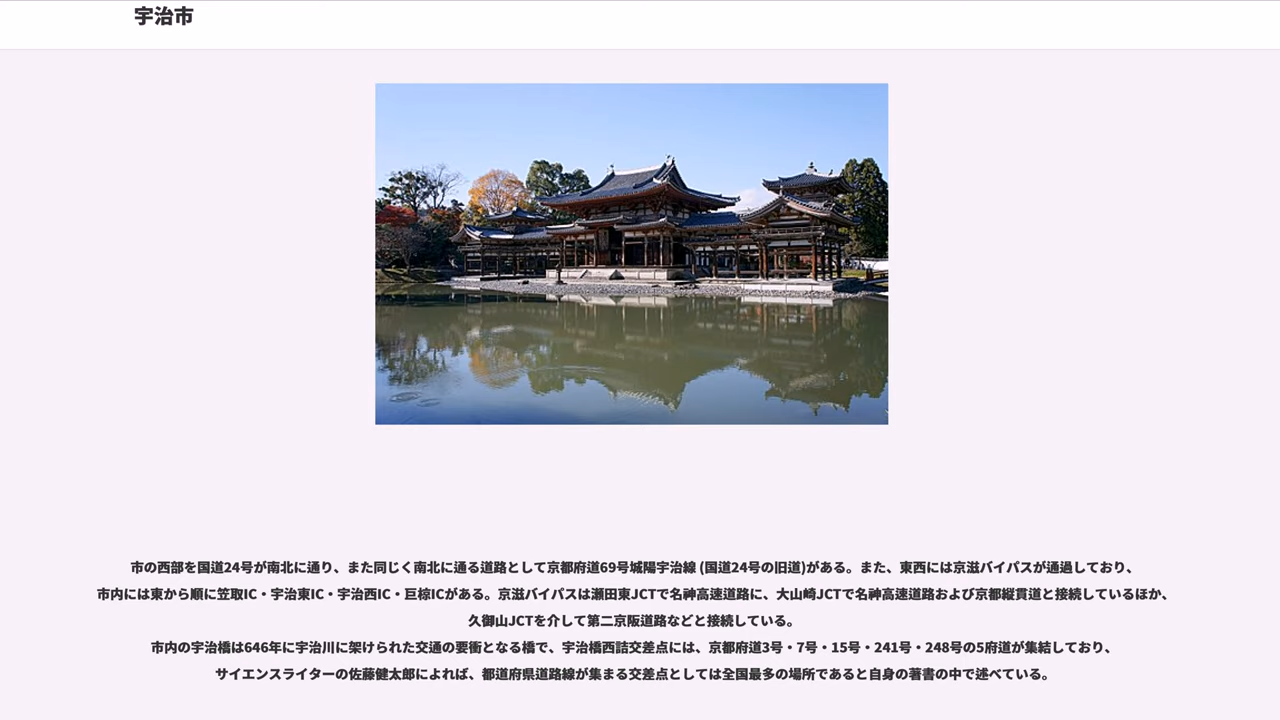 宇治市
市の西部を国道24号が南北に通り、また同じく南北に通る道路として京都府道69号城陽宇治線 (国道24号の旧道)がある。また、東西には京滋バイパスが通過しており、
市内には東から順に笠取IC・宇治東IC・宇治西IC・巨椋ICがある。京滋バイパスは瀬田東JCTで名神高速道路に、大山崎JCTで名神高速道路および京都縦貫道と接続しているほか、
久御山JCTを介して第二京阪道路などと接続している。
市内の宇治橋は646年に宇治川に架けられた交通の要衝となる橋で、宇治橋西詰交差点には、京都府道3号・7号・15号・241号・248号の5府道が集結しており、
サイエンスライターの佐藤健太郎によれば、都道府県道路線が集まる交差点としては全国最多の場所であると自身の著書の中で述べている。